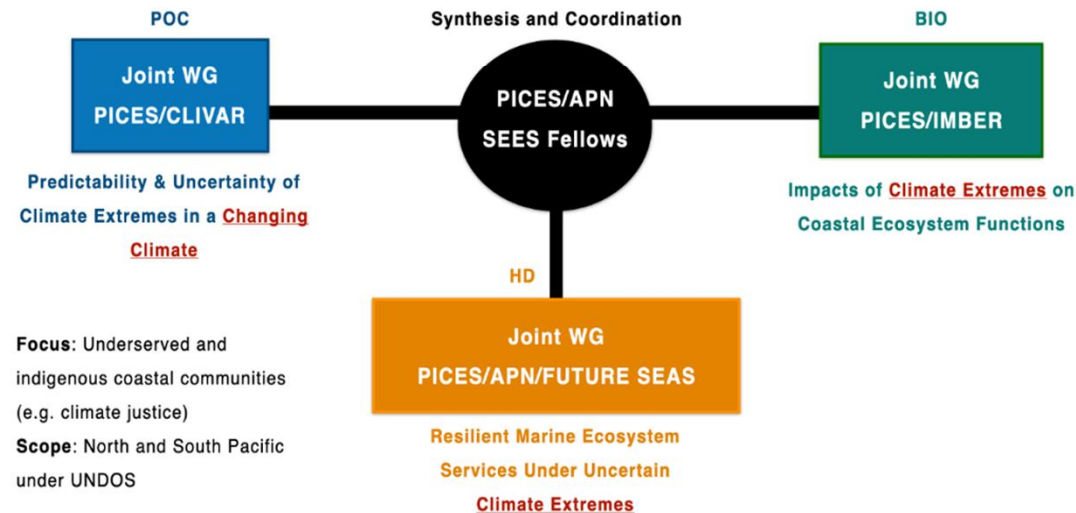 POC
Joint WG
PICES/CLIVAR
Predictability & Uncertainty of
Climate Extremes in a Changing
Climate
Synthesis and Coordination
PICES/APN
SEES Fellows
BIO
Joint WG
PICES/IMBER
Impacts of Climate Extremes on
Coastal Ecosystem Functions
HD
Joint WG
PICES/APN/FUTURE SEAS
Resilient Marine Ecosystem
Services Under Uncertain
Climate Extremes
Focus: Underserved and
indigenous coastal communities
(e.g. climate justice)
Scope: North and South Pacific
under UNDOS